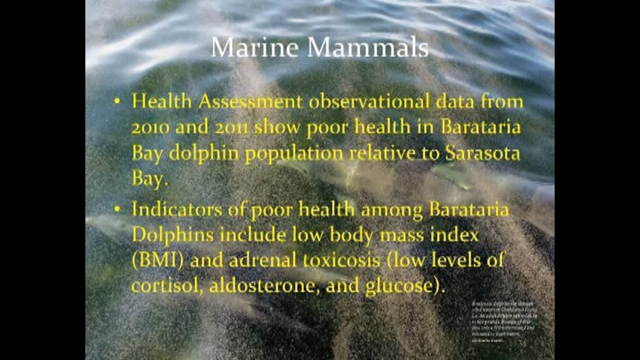 Marine Mammals
• Health Assessment observational data from
2010 and 2011 show poor health in Barataria
Bay dolphin population relative to Sarasota
Bay.
• Indicators of poor health among Barataria
Dolphins include low body mass index
(BMI) and adrenal toxicosis (low levels of
cortisol, aldosterone, and glucose).